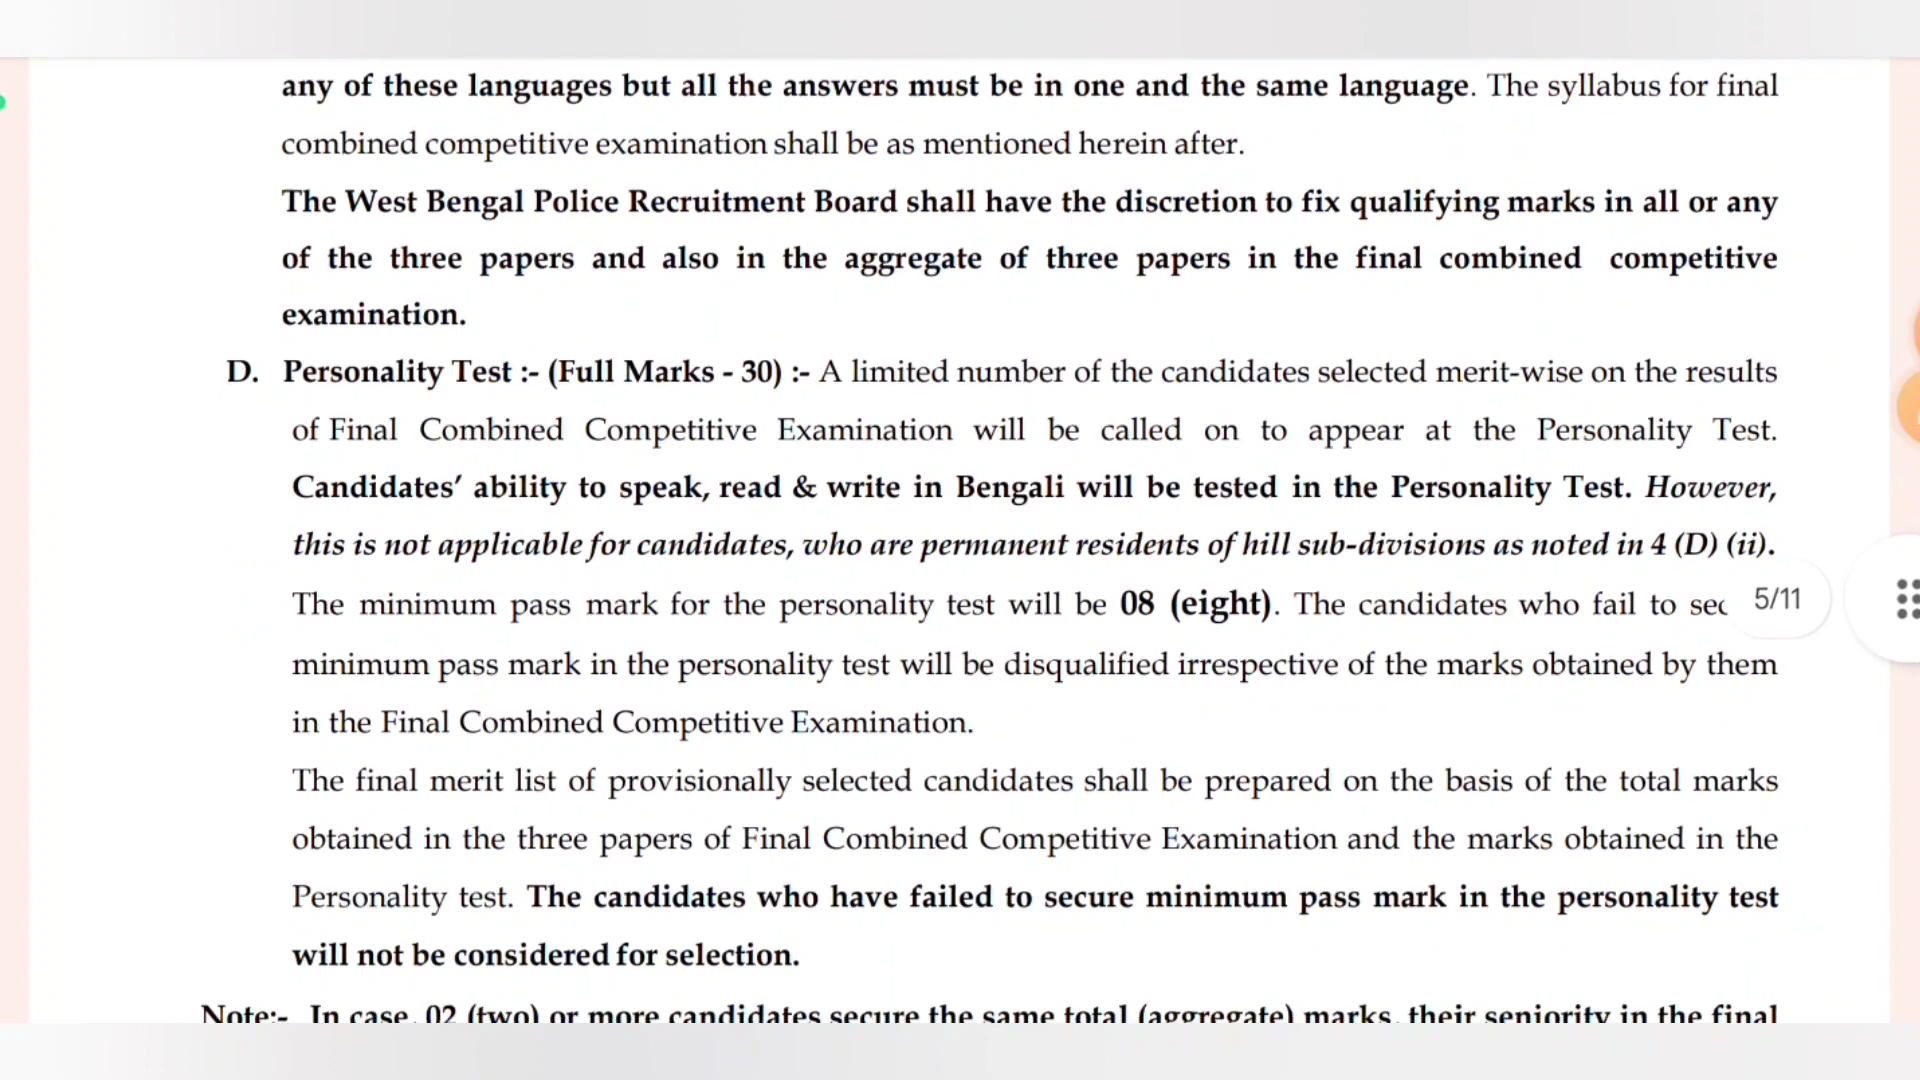 any of these languages but all the answers must be in one and the same language. The syllabus for final
combined competitive examination shall be as mentioned herein after.
The West Bengal Police Recruitment Board shall have the discretion to fix qualifying marks in all or any
of the three papers and also in the aggregate of three papers in the final combined competitive
examination.
D. Personality Test :- (Full Marks - 30) :- A limited number of the candidates selected merit-wise on the results
of Final Combined Competitive Examination will be called on to appear at the Personality Test.
Candidates’ ability to speak, read & write in Bengali will be tested in the Personality Test. However,
this is not applicable for candidates, who are permanent residents of hill sub-divisions as noted in 4 (D) (ii).
The minimum pass mark for the personality test will be 08 (eight). The candidates who fail to
5/11
minimum pass mark in the personality test will be disqualified irrespective of the marks obtained by them
in the Final Combined Competitive Examination.
The final merit list of provisionally selected candidates shall be prepared on the basis of the total marks
obtained in the three papers of Final Combined Competitive Examination and the marks obtained in the
Personality test. The candidates who have failed to secure minimum pass mark in the personality test
will not be considered for selection.
Note:- In case, 02 (two) or more candidates secure the same total (aggregate) marks, their seniority in the final